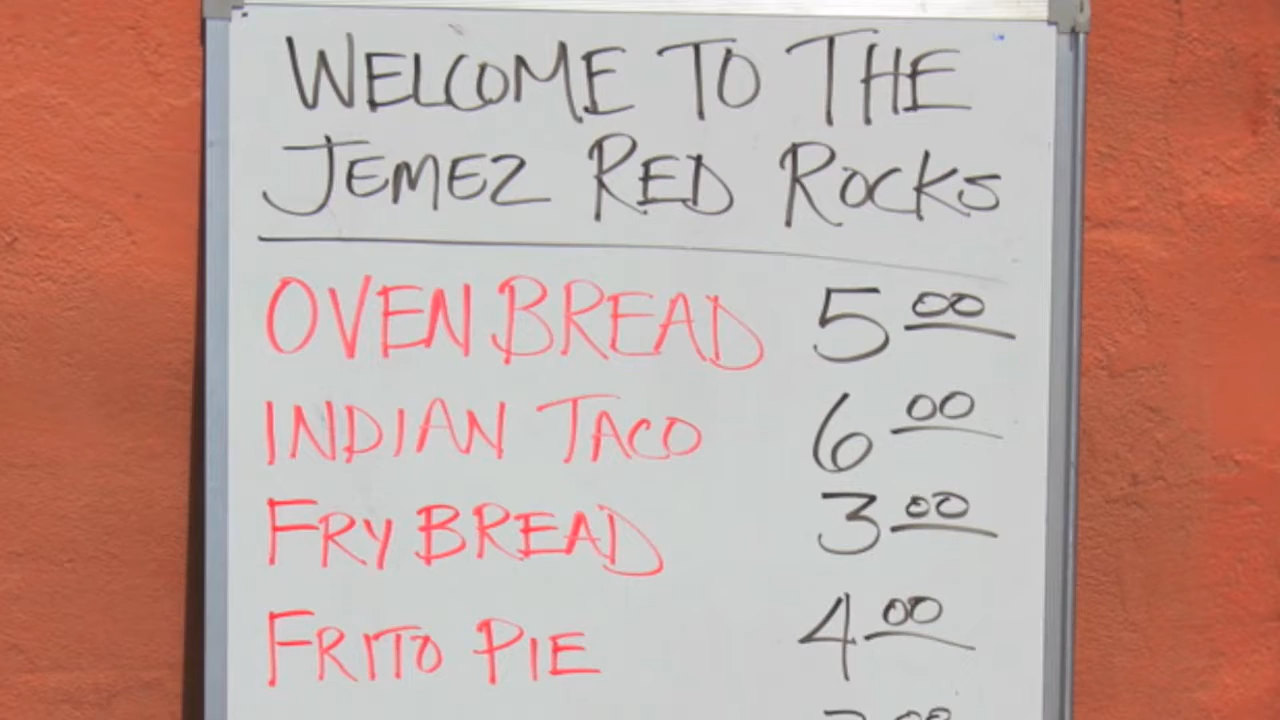 WELCOME TO THE
JEMEZ RED ROCKS
OVEN BREAD 5 00
INDIAN TACO 6 00
FRY BREAD 3 00
FRITO PIE 4 00